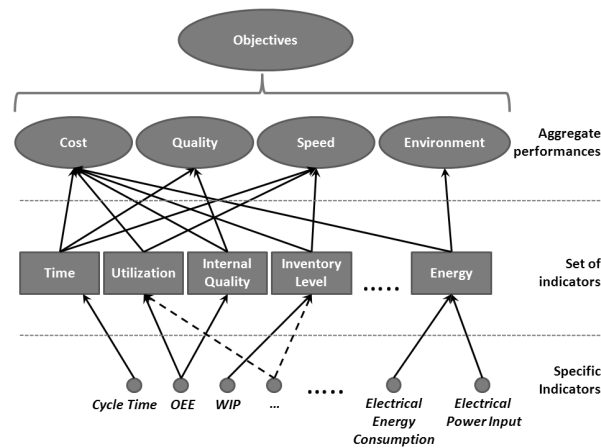 Objectives
Cost
Quality
Speed
Environment
Aggregate
performances
Time
Utilization
Internal
Quality
Inventory
Level
.....
Energy
Set of
indicators
Cycle Time
OEE
WIP
...
.....
Electrical
Energy
Consumption
Electrical
Power Input
Specific
Indicators